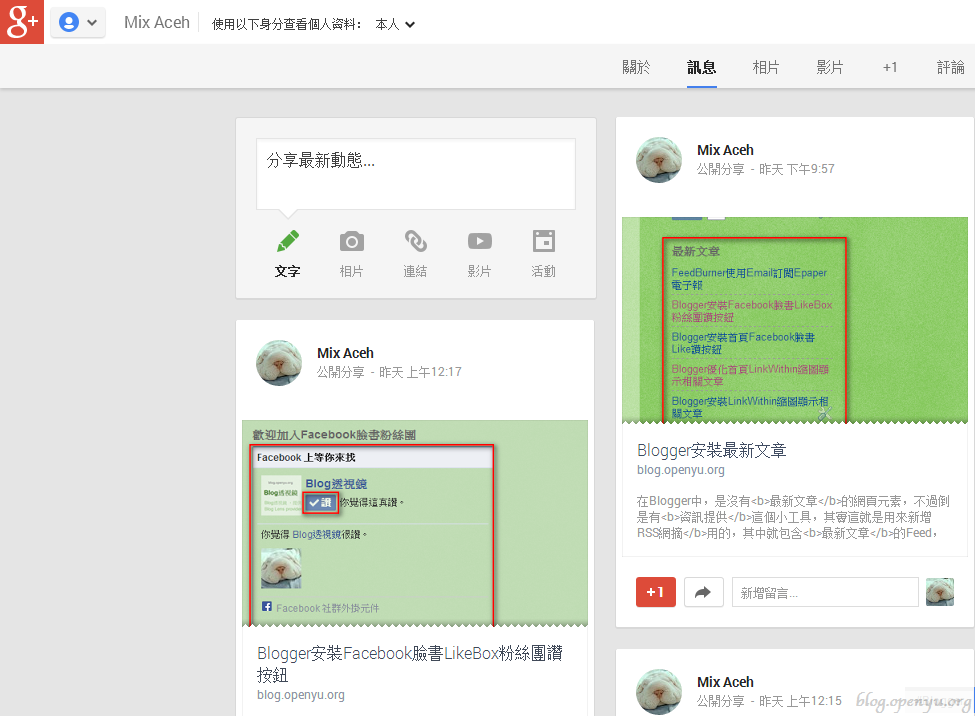 g+
Mix Aceh
使用以下身分查看個人資料：
本人
關於
訊息
相片
影片
+1
評論
分享最新動態...
文字
相片
連結
影片
活動
Mix Aceh
公開分享 - 昨天 上午12:17
歡迎加入Facebook臉書粉絲團
Facebook 上等你來找
Blog透視鏡
Blog透視鏡
讚
你覺得這真讚。
你覺得 Blog透視鏡很讚。
Facebook 社群外掛元件
Blogger安裝Facebook臉書LikeBox粉絲團讚
按鈕
blog.openyu.org
Mix Aceh
公開分享 - 昨天 下午9:57
最新文章
FeedBurner使用Email訂閱Epaper
電子報
Blogger安裝Facebook臉書LikeBox
粉絲團讚按鈕
Blogger安裝首頁Facebook臉書
Like讚按鈕
Blogger優化首頁LinkWithin縮圖顯
示相關文章
Blogger安裝LinkWithin縮圖顯示相
關文章
Blogger安裝最新文章
blog.openyu.org
在Blogger中，是沒有<b>最新文章</b>的網頁元素，不過倒
是有<b>資訊提供</b>這個小工具，其實這就是用來新增
RSS網摘</b>用的，其中就包含<b>最新文章</b>的Feed，
+1
新增留言...
Mix Aceh
公開分享 - 昨天 上午12:15
blog.openyu.org